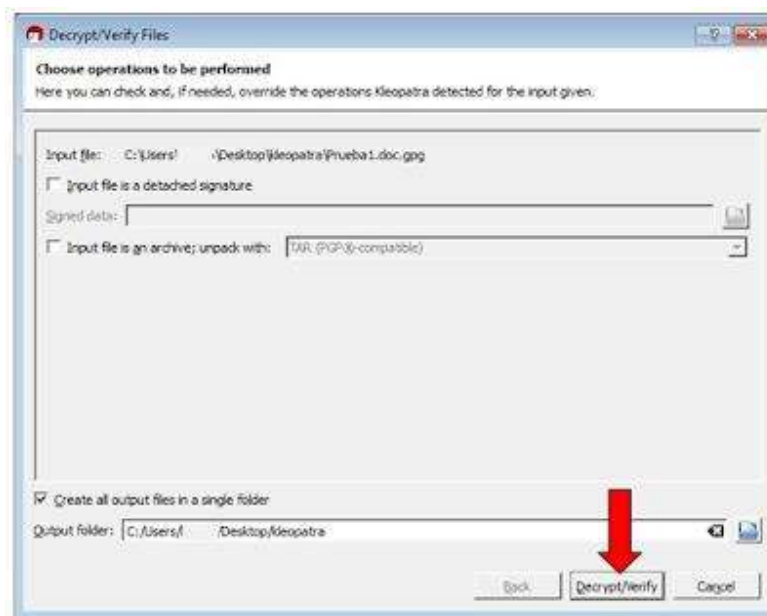 Decrypt/Verify Files
Choose operations to be performed
Here you can check and, if needed, override the operations Kleopatra detected for the input given.
Input file: C:\Users\ \Desktop\kleopatra\Prueba1.doc.gpg
Input file is a detached signature
Signed data:
Input file is an archive; unpack with: TAR (PGP®-compatible)
Create all output files in a single folder
Output folder: C:/Users/ /Desktop/kleopatra
Back Decrypt/Verify Cancel